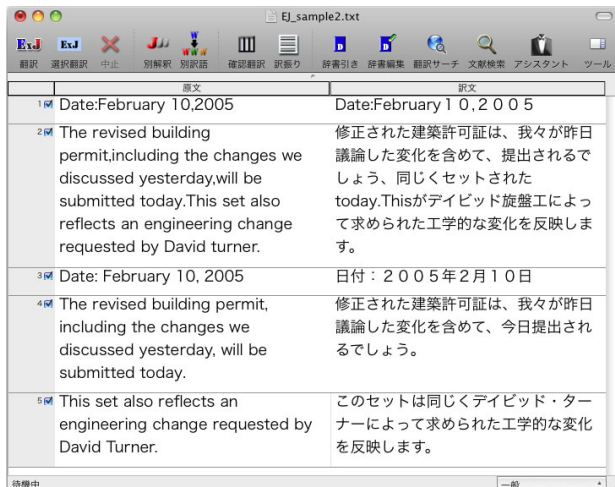 EJ_sample2.txt
ExJ ExJ
翻訳 選択翻訳 中止 別解釈 別訳語 確認翻訳 訳振り 辞書引き 辞書編集 翻訳サーチ 文献検索 アシスタント ツール
原文 訳文
1 Date:February 10,2005
Date:February１０,２００５
2 The revised building
permit,including the changes we
discussed yesterday,will be
submitted today.This set also
reflects an engineering change
requested by David turner.
修正された建築許可証は、我々が昨日
議論した変化を含めて、提出されるで
しょう、同じくセットされた
today.Thisがデイビッド旋盤工によっ
て求められた工学的な変化を反映しま
す。
3 Date: February 10, 2005
日付：２００５年2月1０日
4 The revised building permit,
including the changes we
discussed yesterday, will be
submitted today.
修正された建築許可証は、我々が昨日
議論した変化を含めて、今日提出され
るでしょう。
5 This set also reflects an
engineering change requested by
David Turner.
このセットは同じくデイビッド・ター
ナーによって求められた工学的な変化
を反映します。
待機中 一般